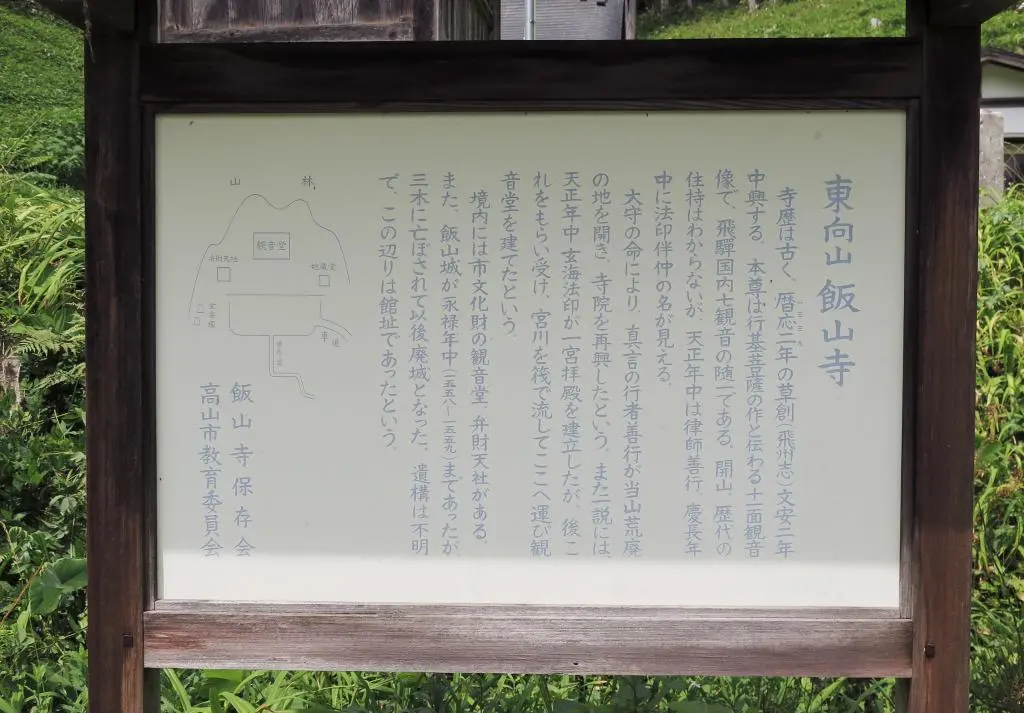 東向山 飯山寺
寺歴は古く、暦応二年の草創(飛州志)文安二年
中興する。本尊は行基菩薩の作と伝わる十一面観音
像で、飛騨国内七観音の随一である。開山、歴代の
住持はわからないが、天正年中は律師善行、慶長年
中に法印伴仲の名が見える。
大守の命により、真言の行者善行が当山荒廃
の地を開き、寺院を再興したという。また一説には、
天正年中玄海法印が一宮拝殿を建立したが、後こ
れをもらい受け、宮川を筏で流してここへ運び観
音堂を建てたという。
境内には市文化財の観音堂、弁財天社がある。
また、飯山城が永禄年中(一五五八〜一五五九)まであったが
三木に亡ぼされて以後廃城となった。遺構は不明
で、この辺りは館址であったという。
山 林
観音堂
弁財天社
地蔵堂
車道
飯山寺保存会
高山市教育委員会